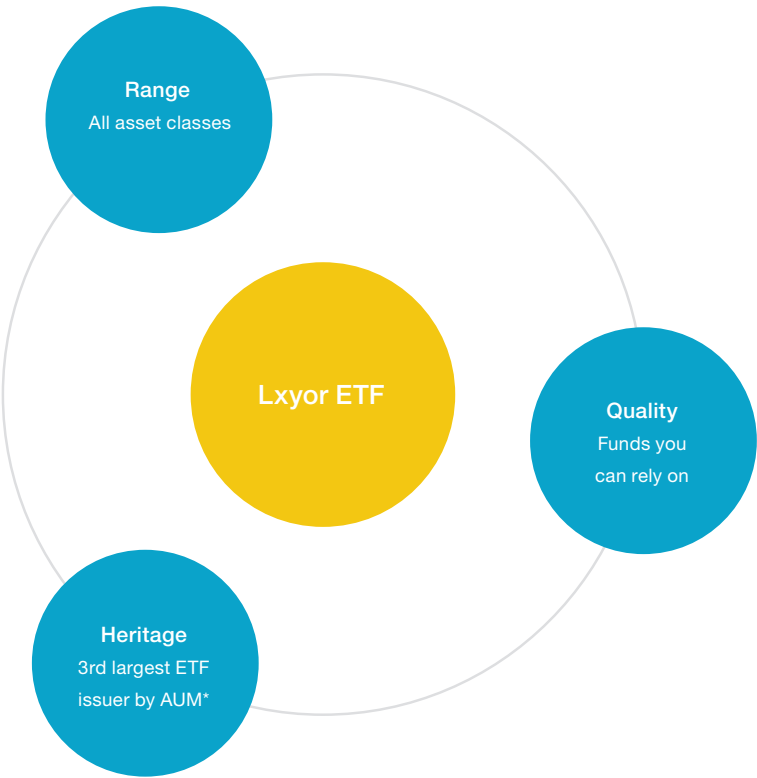 Range
All asset classes
Lxyor ETF
Quality
Funds you
can rely on
Heritage
3rd largest ETF
issuer by AUM*